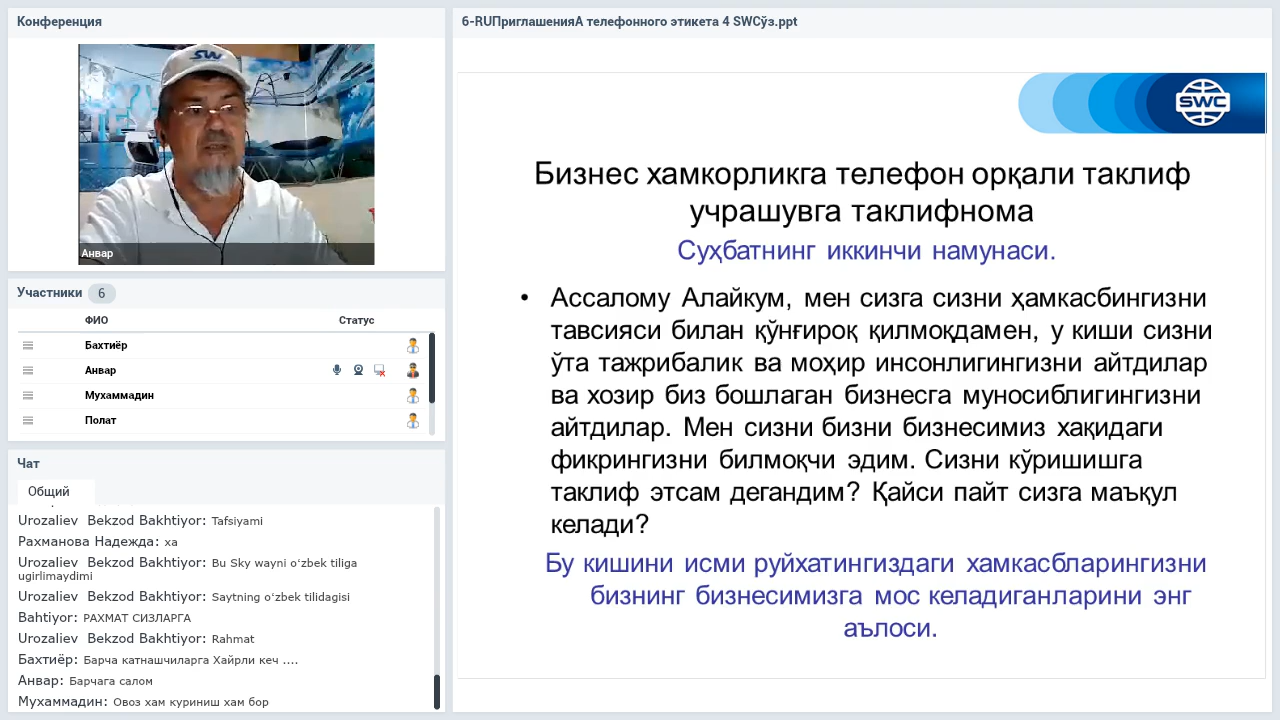 Конференция
SW
Анвар
Участники 6
ФИО Статус
Бахтиёр
Анвар
Мухаммадин
Полат
Чат
Общий
Urozaliev Bekzod Bakhtiyor: Tafsiyami
Рахманова Надежда: ха
Urozaliev Bekzod Bakhtiyor: Bu Sky wayni oʻzbek tiliga
ugirlimaydimi
Urozaliev Bekzod Bakhtiyor: Saytning oʻzbek tilidagisi
Bahtiyor: РАХМАТ СИЗЛАРГА
Urozaliev Bekzod Bakhtiyor: Rahmat
Бахтиёр: Барча катнашчиларга Хайрли кеч ....
Анвар: Барчага салом
Мухаммадин: Овоз хам куриниш хам бор
6-RUПриглашенияА телефонного этикета 4 SWCўз.ppt
SWC
Бизнес хамкорликга телефон орқали таклиф
учрашувга таклифнома
Суҳбатнинг иккинчи намунаси.
• Ассалому Алайкум, мен сизга сизни ҳамкасбингизни
тавсияси билан қўнғироқ қилмоқдамен, у киши сизни
ўта тажрибалик ва моҳир инсонлигингизни айтдилар
ва хозир биз бошлаган бизнесга муносиблигингизни
айтдилар. Мен сизни бизни бизнесимиз хақидаги
фикрингизни билмоқчи эдим. Сизни кўришишга
таклиф этсам дегандим? Қайси пайт сизга маъқул
келади?
Бу кишини исми руйхатингиздаги хамкасбларингизни
бизнинг бизнесимизга мос келадиганларини энг
аълоси.